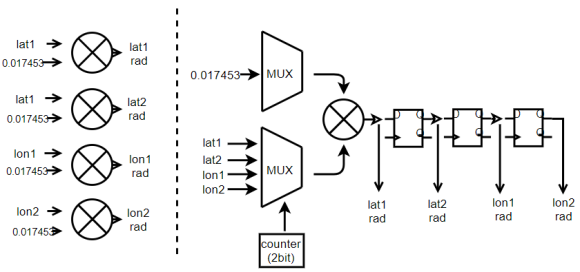 lat1
0.017453
lat1
rad
lat1
0.017453
lat2
rad
lon1
0.017453
lon1
rad
lon2
0.017453
lon2
rad
0.017453
MUX
lat1
lat2
lon1
lon2
MUX
counter
(2bit)
D Q
D Q
D Q
lat1
rad
lat2
rad
lon1
rad
lon2
rad